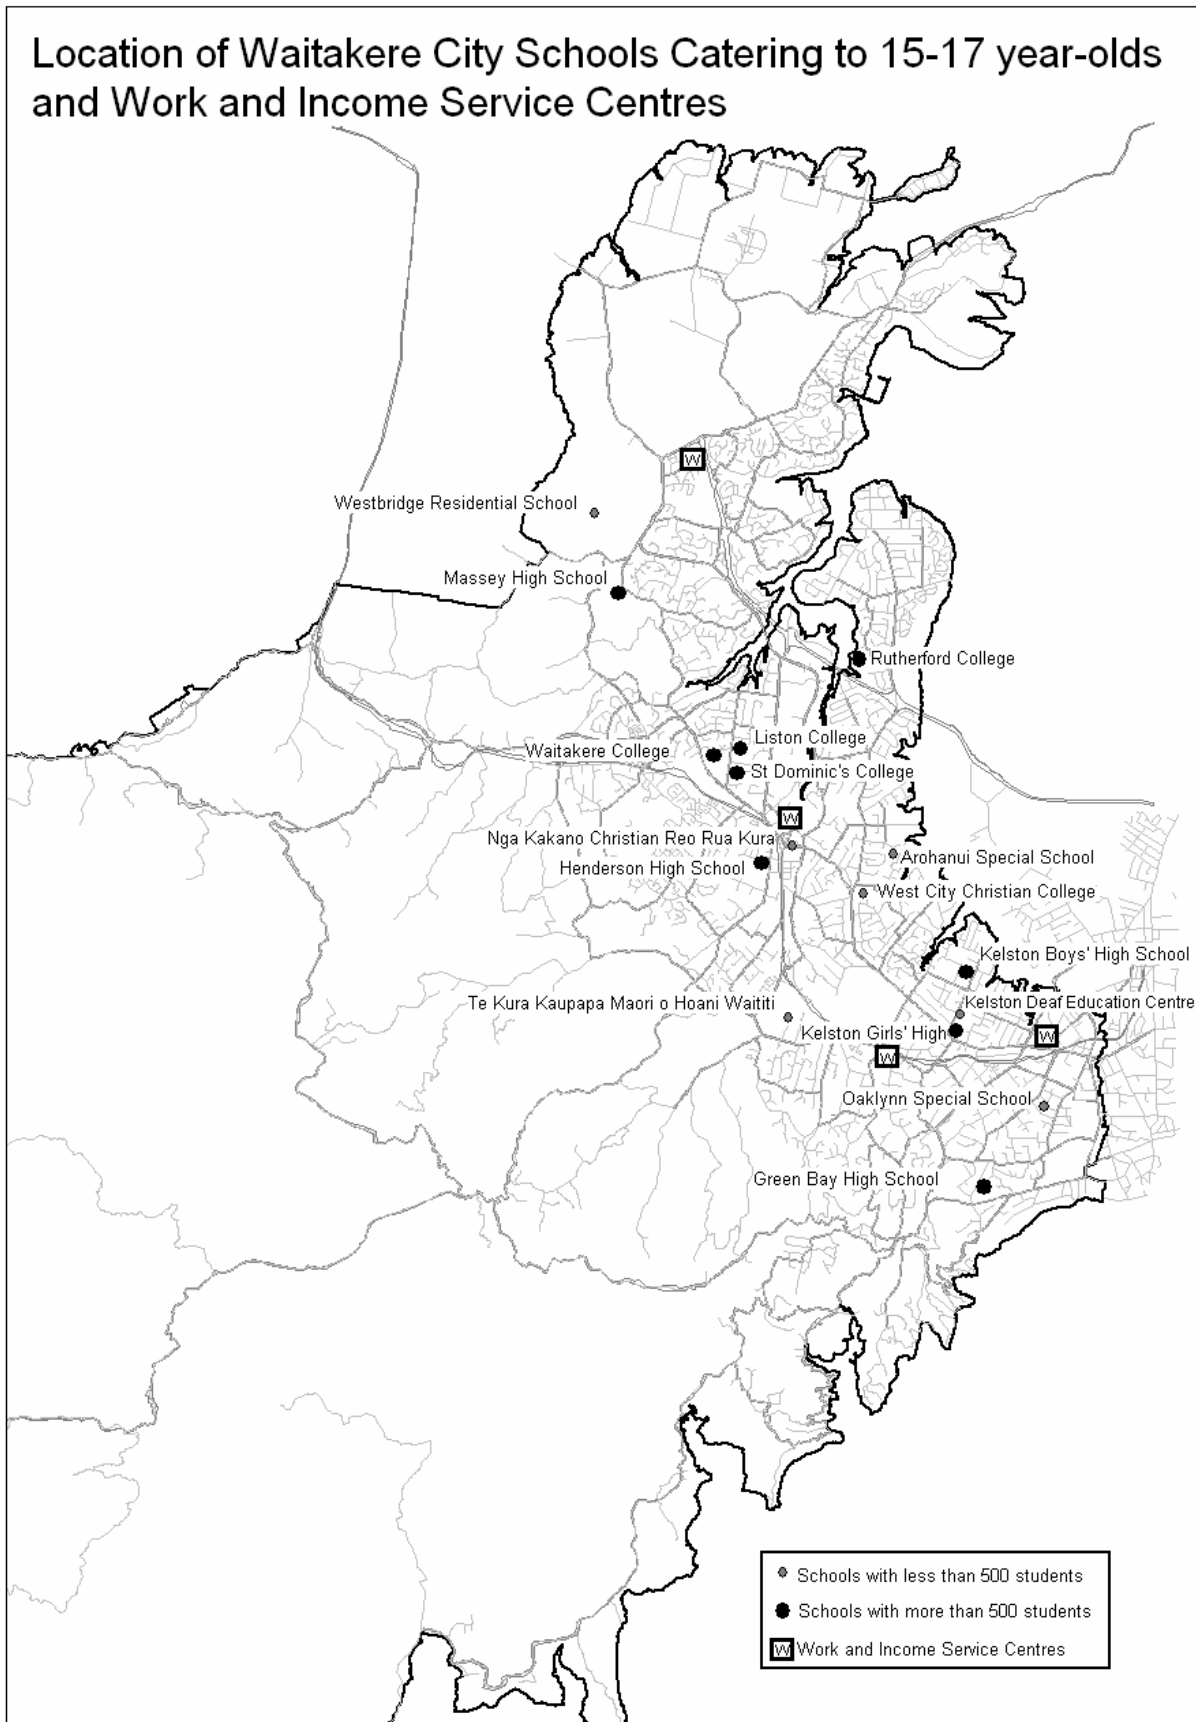 Location of Waitakere City Schools Catering to 15-17 year-olds
and Work and Income Service Centres
W
Westbridge Residential School
Massey High School
Rutherford College
Liston College
Waitakere College
St Dominic's College
W
Nga Kakano Christian Reo Rua Kura
Arohanui Special School
Henderson High School
West City Christian College
Kelston Boys' High School
Te Kura Kaupapa Maori o Hoani Waititi
Kelston Deaf Education Centre
Kelston Girls' High
W
W
Oaklynn Special School
Green Bay High School
Schools with less than 500 students
Schools with more than 500 students
W Work and Income Service Centres